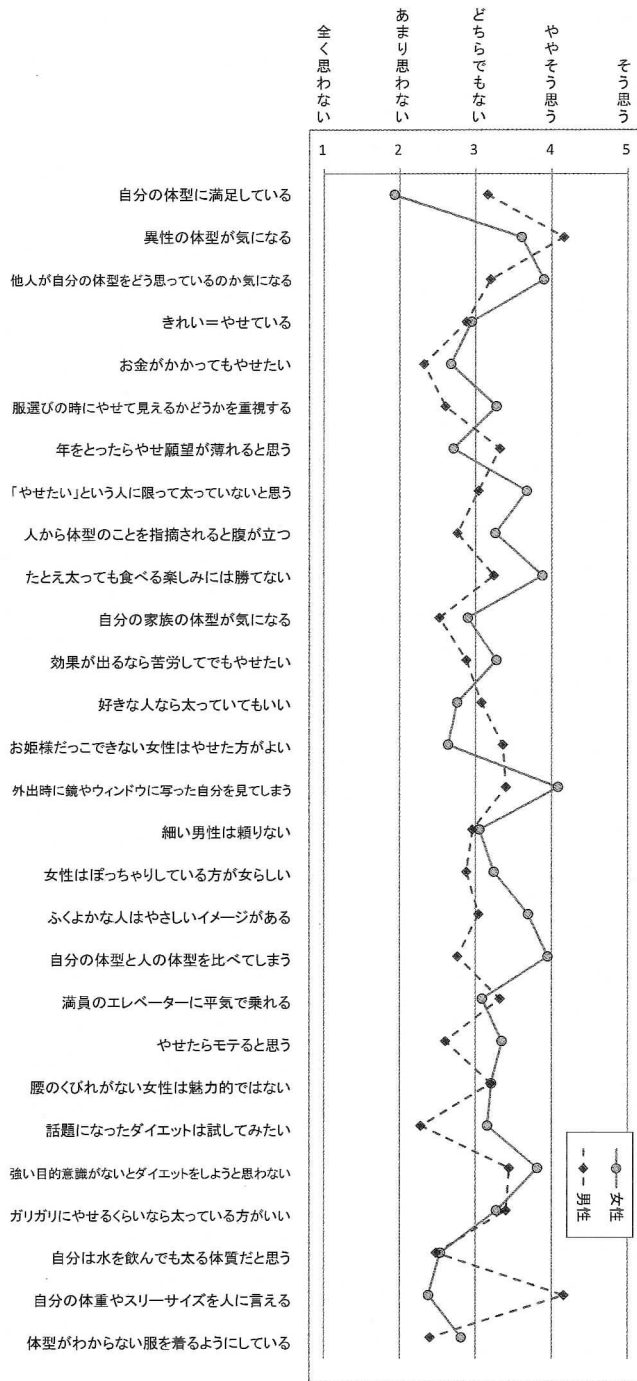 全く思わない
あまり思わない
どちらでもない
ややそう思う
そう思う
1
2
3
4
5
自分の体型に満足している
異性の体型が気になる
他人が自分の体型をどう思っているのか気になる
きれい＝やせている
お金がかかってもやせたい
服選びの時にやせて見えるかどうかを重視する
年をとったらやせ願望が薄れると思う
「やせたい」という人に限って太っていないと思う
人から体型のことを指摘されると腹が立つ
たとえ太っても食べる楽しみには勝てない
自分の家族の体型が気になる
効果が出るなら苦労してでもやせたい
好きな人なら太っていてもいい
お姫様だっこできない女性はやせた方がよい
外出時に鏡やウィンドウに写った自分を見てしまう
細い男性は頼りない
女性はぽっちゃりしている方が女らしい
ふくよかな人はやさしいイメージがある
自分の体型と人の体型を比べてしまう
満員のエレベーターに平気で乗れる
やせたらモテると思う
腰のくびれがない女性は魅力的ではない
話題になったダイエットは試してみたい
強い目的意識がないとダイエットをしようと思わない
ガリガリにやせるくらいなら太っている方がいい
自分は水を飲んでも太る体質だと思う
自分の体重やスリーサイズを人に言える
体型がわからない服を着るようにしている
女性
男性